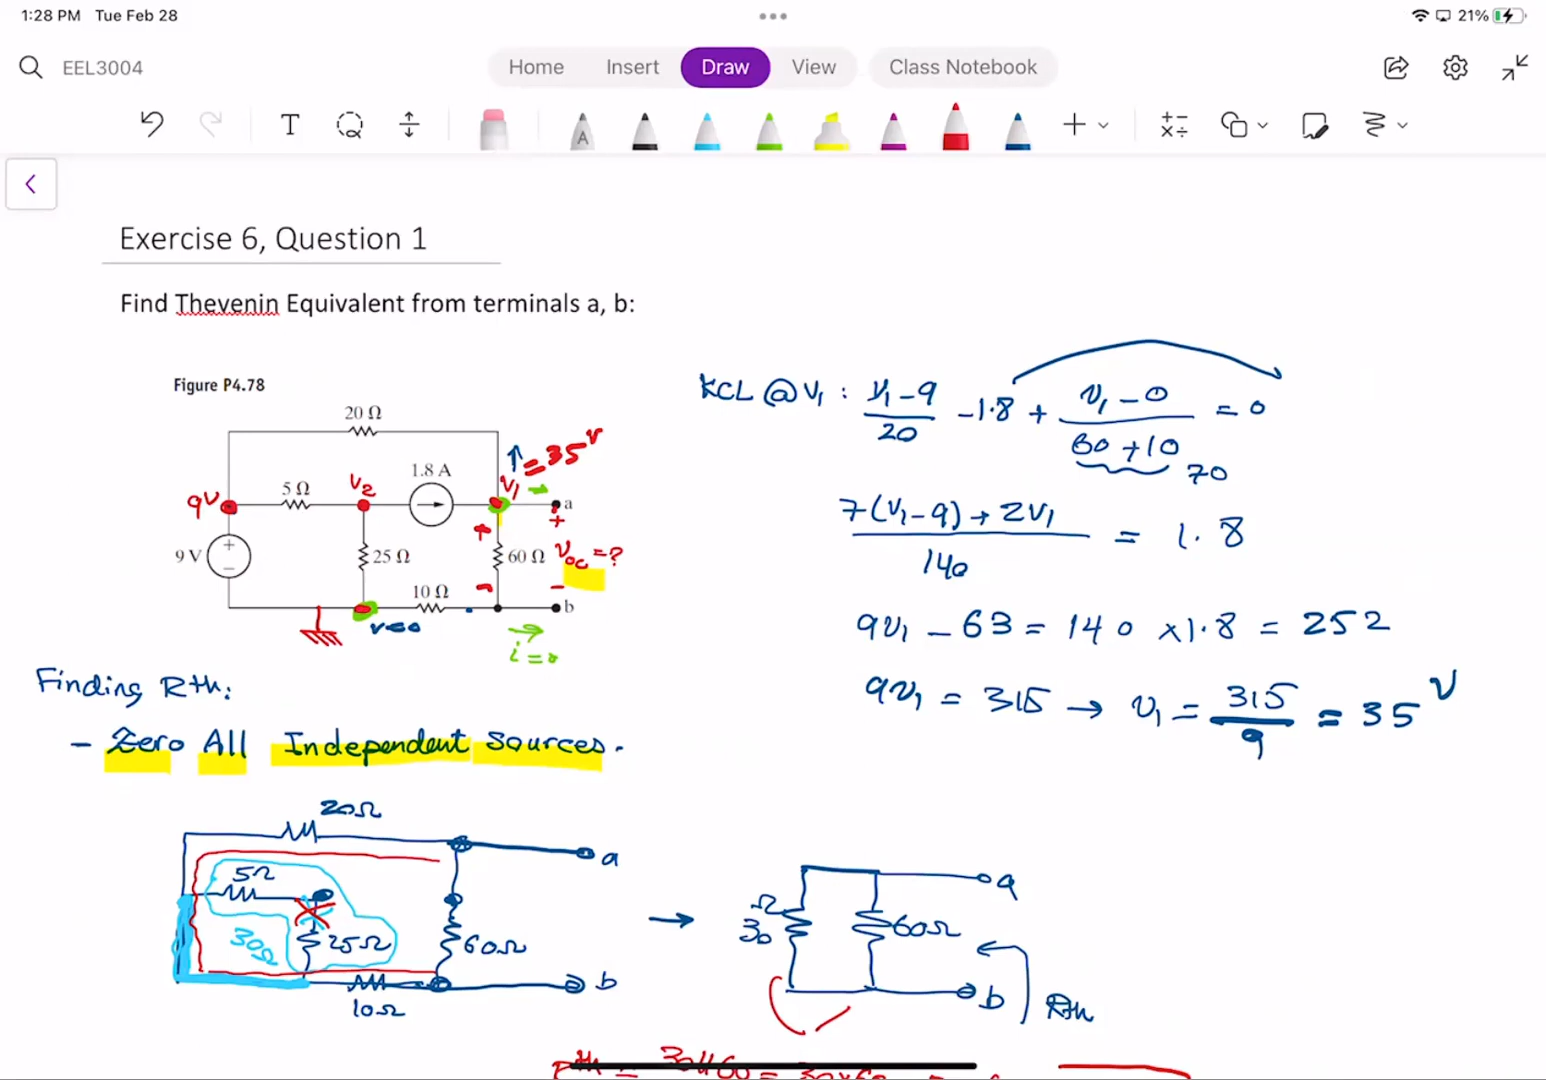 1:28 PM Tue Feb 28
21%
EEL3004
Home Insert Draw View Class Notebook
T
A
Exercise 6, Question 1
Find Thevenin Equivalent from terminals a, b:
Figure P4.78
20 Ω
= 35 V
1.8 A
V1
9V
5 Ω
V2
a
+
+
−
9 V
25 Ω
60 Ω
Voc = ?
10 Ω
−
b
V=0
i=0
KCL @ V1 : V1 − 9 / 20 − 1.8 + V1 − 0 / 60 + 10 = 0
70
7(V1 − 9) + 2V1 / 140 = 1.8
9V1 − 63 = 140 × 1.8 = 252
9V1 = 315 → V1 = 315 / 9 = 35 V
Finding Rth:
- Zero All Independent Sources.
20Ω
a
5Ω
30Ω
25Ω
60Ω
b
10Ω
→
a
30 Ω
60Ω
b
Rth